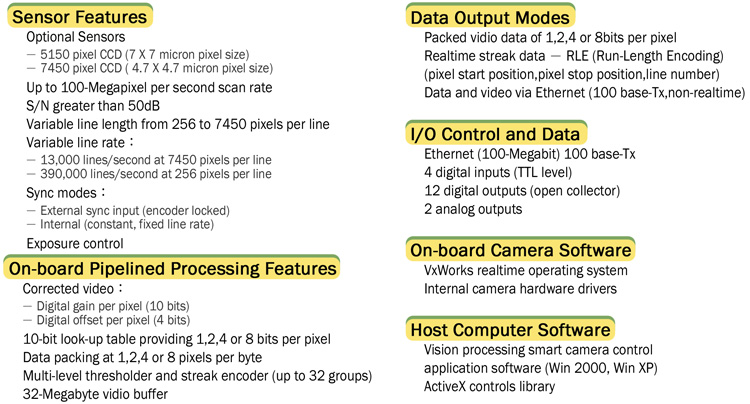 Sensor Features
Optional Sensors
— 5150 pixel CCD (7 X 7 micron pixel size)
— 7450 pixel CCD ( 4.7 X 4.7 micron pixel size)
Up to 100-Megapixel per second scan rate
S/N greater than 50dB
Variable line length from 256 to 7450 pixels per line
Variable line rate：
— 13,000 lines/second at 7450 pixels per line
— 390,000 lines/second at 256 pixels per line
Sync modes：
— External sync input (encoder locked)
— Internal (constant, fixed line rate)
Exposure control
On-board Pipelined Processing Features
Corrected video：
— Digital gain per pixel (10 bits)
— Digital offset per pixel (4 bits)
10-bit look-up table providing 1,2,4 or 8 bits per pixel
Data packing at 1,2,4 or 8 pixels per byte
Multi-level thresholder and streak encoder (up to 32 groups)
32-Megabyte vidio buffer
Data Output Modes
Packed vidio data of 1,2,4 or 8bits per pixel
Realtime streak data — RLE (Run-Length Encoding)
(pixel start position,pixel stop position,line number)
Data and video via Ethernet (100 base-Tx,non-realtime)
I/O Control and Data
Ethernet (100-Megabit) 100 base-Tx
4 digital inputs (TTL level)
12 digital outputs (open collector)
2 analog outputs
On-board Camera Software
VxWorks realtime operating system
Internal camera hardware drivers
Host Computer Software
Vision processing smart camera control
application software (Win 2000, Win XP)
ActiveX controls library